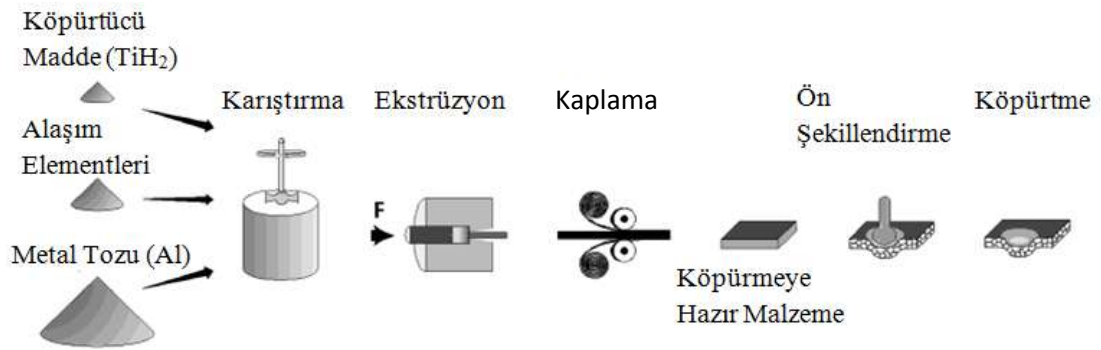 Köpürtücü
Madde (TiH₂)
Karıştırma
Ekstrüzyon
Kaplama
Ön
Şekillendirme
Köpürtme
Alaşım
Elementleri
F
Metal Tozu (Al)
Köpürmeye
Hazır Malzeme